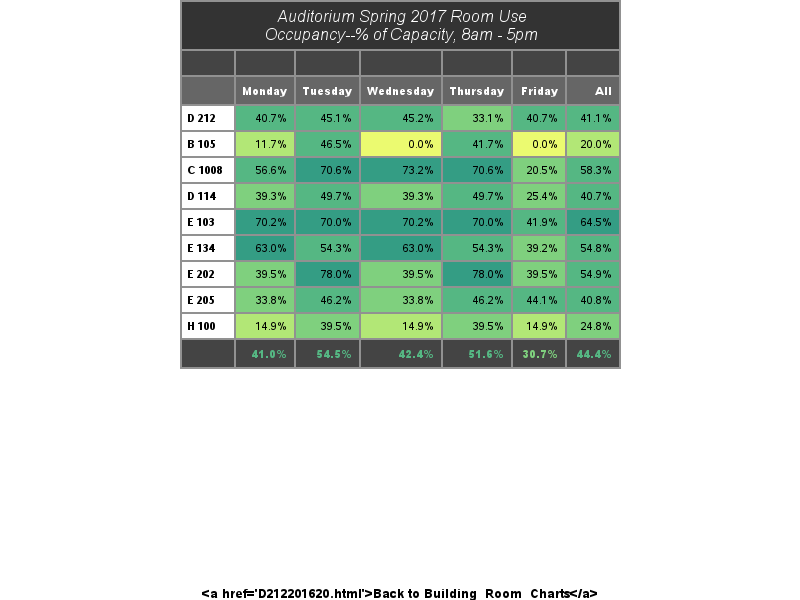 Auditorium Spring 2017 Room Use
Occupancy--% of Capacity, 8am - 5pm
Monday Tuesday Wednesday Thursday Friday All
D 212 40.7% 45.1% 45.2% 33.1% 40.7% 41.1%
B 105 11.7% 46.5% 0.0% 41.7% 0.0% 20.0%
C 1008 56.6% 70.6% 73.2% 70.6% 20.5% 58.3%
D 114 39.3% 49.7% 39.3% 49.7% 25.4% 40.7%
E 103 70.2% 70.0% 70.2% 70.0% 41.9% 64.5%
E 134 63.0% 54.3% 63.0% 54.3% 39.2% 54.8%
E 202 39.5% 78.0% 39.5% 78.0% 39.5% 54.9%
E 205 33.8% 46.2% 33.8% 46.2% 44.1% 40.8%
H 100 14.9% 39.5% 14.9% 39.5% 14.9% 24.8%
41.0% 54.5% 42.4% 51.6% 30.7% 44.4%
<a href='D212201620.html'>Back to Building_Room_Charts</a>